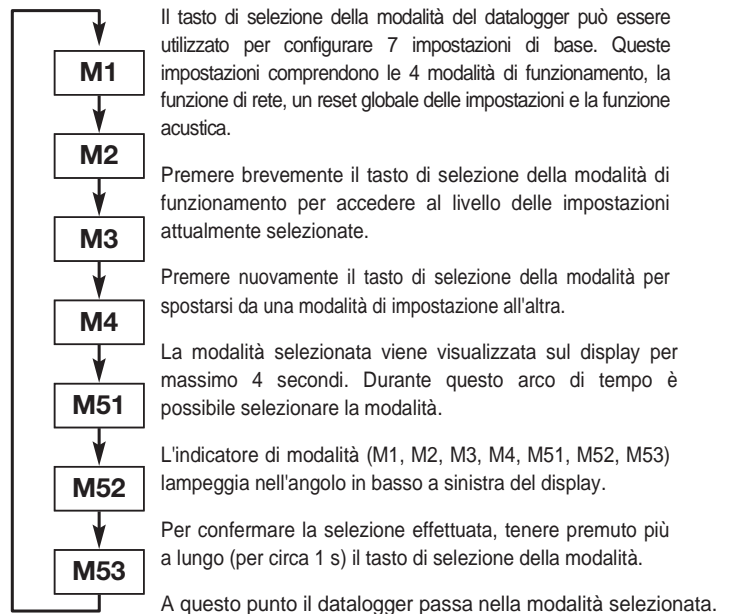 M1
M2
M3
M4
M51
M52
M53
Il tasto di selezione della modalità del datalogger può essere
utilizzato per configurare 7 impostazioni di base. Queste
impostazioni comprendono le 4 modalità di funzionamento, la
funzione di rete, un reset globale delle impostazioni e la funzione
acustica.
Premere brevemente il tasto di selezione della modalità di
funzionamento per accedere al livello delle impostazioni
attualmente selezionate.
Premere nuovamente il tasto di selezione della modalità per
spostarsi da una modalità di impostazione all'altra.
La modalità selezionata viene visualizzata sul display per
massimo 4 secondi. Durante questo arco di tempo è
possibile selezionare la modalità.
L'indicatore di modalità (M1, M2, M3, M4, M51, M52, M53)
lampeggia nell'angolo in basso a sinistra del display.
Per confermare la selezione effettuata, tenere premuto più
a lungo (per circa 1 s) il tasto di selezione della modalità.
A questo punto il datalogger passa nella modalità selezionata.